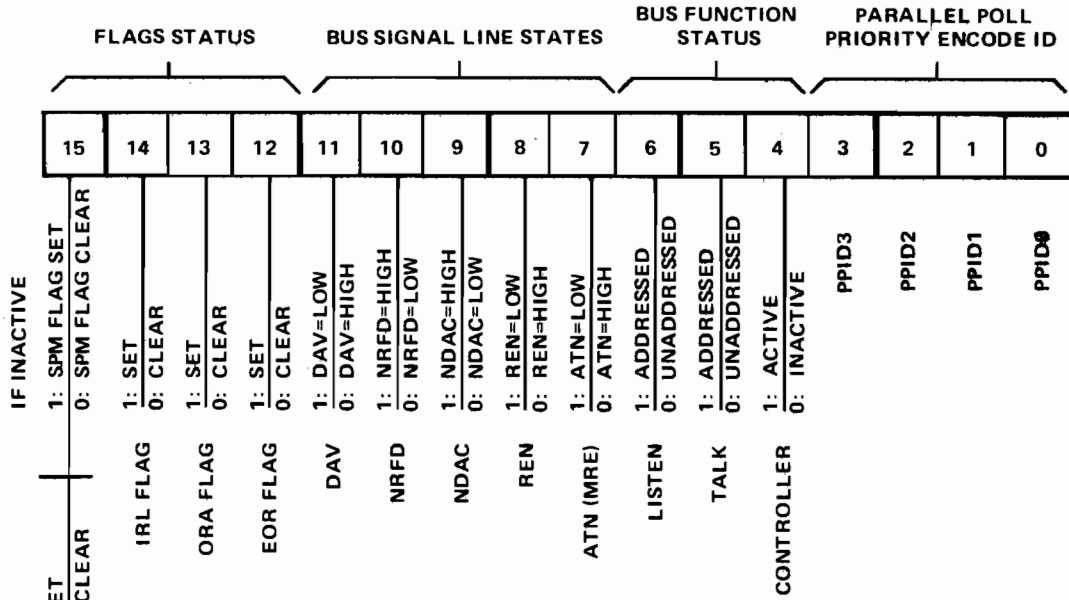 FLAGS STATUS
BUS SIGNAL LINE STATES
BUS FUNCTION
STATUS
PARALLEL POLL
PRIORITY ENCODE ID
15 14 13 12 11 10 9 8 7 6 5 4 3 2 1 0
IF INACTIVE
1: SPM FLAG SET
0: SPM FLAG CLEAR
1: SET
0: CLEAR
1: SET
0: CLEAR
1: SET
0: CLEAR
1: DAV=LOW
0: DAV=HIGH
1: NRFD=HIGH
0: NRFD=LOW
1: NDAC=HIGH
0: NDAC=LOW
1: REN=LOW
0: REN=HIGH
1: ATN=LOW
0: ATN=HIGH
1: ADDRESSED
0: UNADDRESSED
1: ADDRESSED
0: UNADDRESSED
1: ACTIVE
0: INACTIVE
PPID3
PPID2
PPID1
PPID0
IRL FLAG
ORA FLAG
EOR FLAG
DAV
NRFD
NDAC
REN
ATN (MRE)
LISTEN
TALK
CONTROLLER
CLEAR